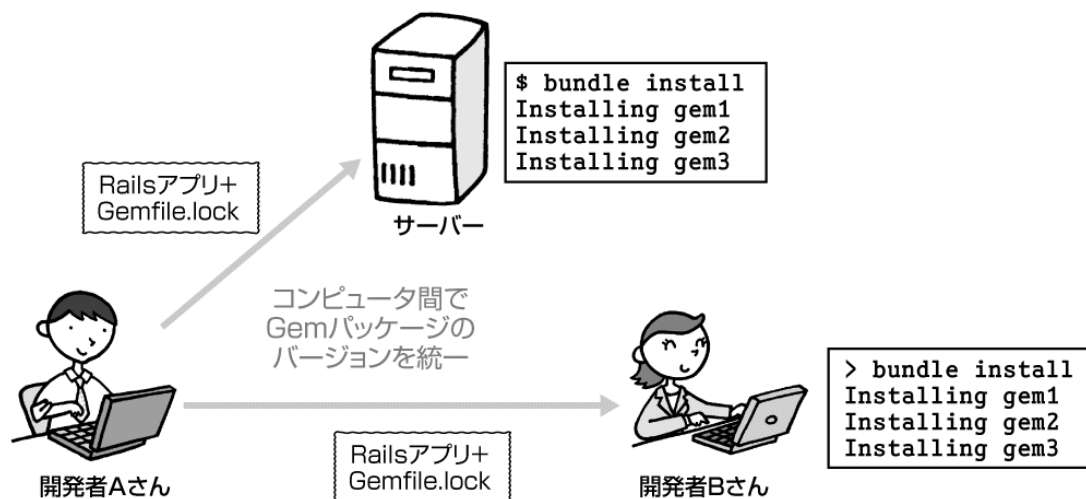 $ bundle install
Installing gem1
Installing gem2
Installing gem3
Railsアプリ+
Gemfile.lock
サーバー
コンピュータ間で
Gemパッケージの
バージョンを統一
> bundle install
Installing gem1
Installing gem2
Installing gem3
Railsアプリ+
Gemfile.lock
開発者Aさん
開発者Bさん